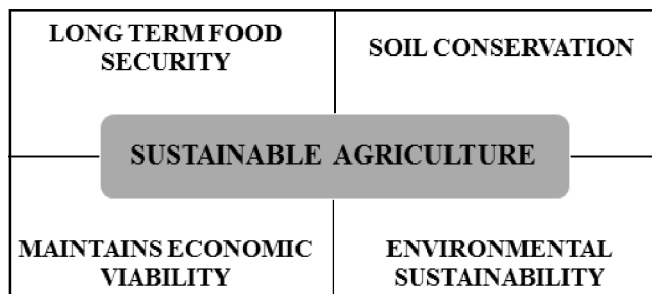 LONG TERM FOOD
SECURITY
SOIL CONSERVATION
SUSTAINABLE AGRICULTURE
MAINTAINS ECONOMIC
VIABILITY
ENVIRONMENTAL
SUSTAINABILITY